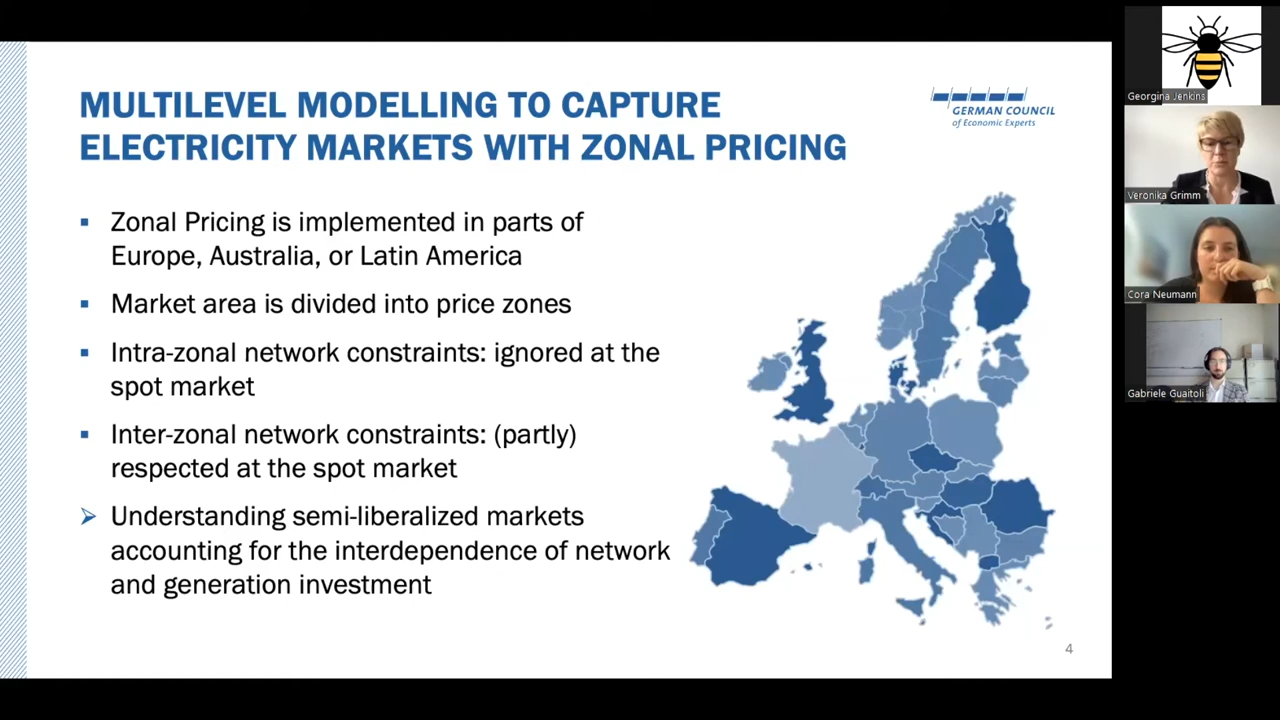 MULTILEVEL MODELLING TO CAPTURE
ELECTRICITY MARKETS WITH ZONAL PRICING
GERMAN COUNCIL
of Economic Experts
▪ Zonal Pricing is implemented in parts of
Europe, Australia, or Latin America
▪ Market area is divided into price zones
▪ Intra-zonal network constraints: ignored at the
spot market
▪ Inter-zonal network constraints: (partly)
respected at the spot market
➢ Understanding semi-liberalized markets
accounting for the interdependence of network
and generation investment
4
Georgina Jenkins
Veronika Grimm
Cora Neumann
Gabriele Guaitoli